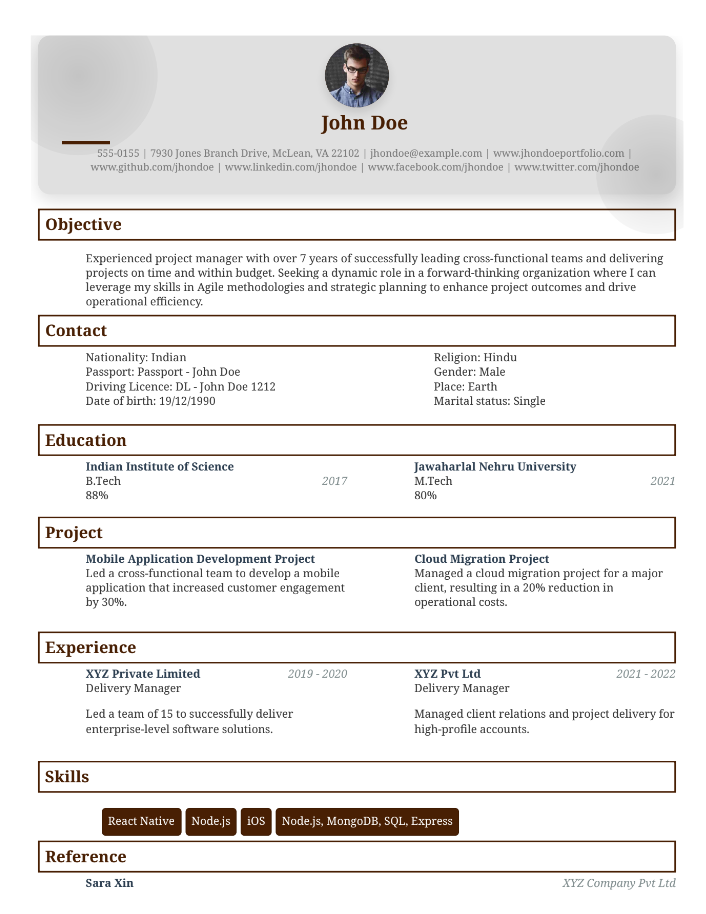 John Doe
555-0155 | 7930 Jones Branch Drive, McLean, VA 22102 | jhondoe@example.com | www.jhondoeportfolio.com |
www.github.com/jhondoe | www.linkedin.com/jhondoe | www.facebook.com/jhondoe | www.twitter.com/jhondoe
Objective
Experienced project manager with over 7 years of successfully leading cross-functional teams and delivering
projects on time and within budget. Seeking a dynamic role in a forward-thinking organization where I can
leverage my skills in Agile methodologies and strategic planning to enhance project outcomes and drive
operational efficiency.
Contact
Nationality: Indian
Passport: Passport - John Doe
Driving Licence: DL - John Doe 1212
Date of birth: 19/12/1990
Religion: Hindu
Gender: Male
Place: Earth
Marital status: Single
Education
Indian Institute of Science
B.Tech 2017
88%
Jawaharlal Nehru University
M.Tech 2021
80%
Project
Mobile Application Development Project
Led a cross-functional team to develop a mobile
application that increased customer engagement
by 30%.
Cloud Migration Project
Managed a cloud migration project for a major
client, resulting in a 20% reduction in
operational costs.
Experience
XYZ Private Limited 2019 - 2020
Delivery Manager
Led a team of 15 to successfully deliver
enterprise-level software solutions.
XYZ Pvt Ltd 2021 - 2022
Delivery Manager
Managed client relations and project delivery for
high-profile accounts.
Skills
React Native Node.js iOS Node.js, MongoDB, SQL, Express
Reference
Sara Xin XYZ Company Pvt Ltd